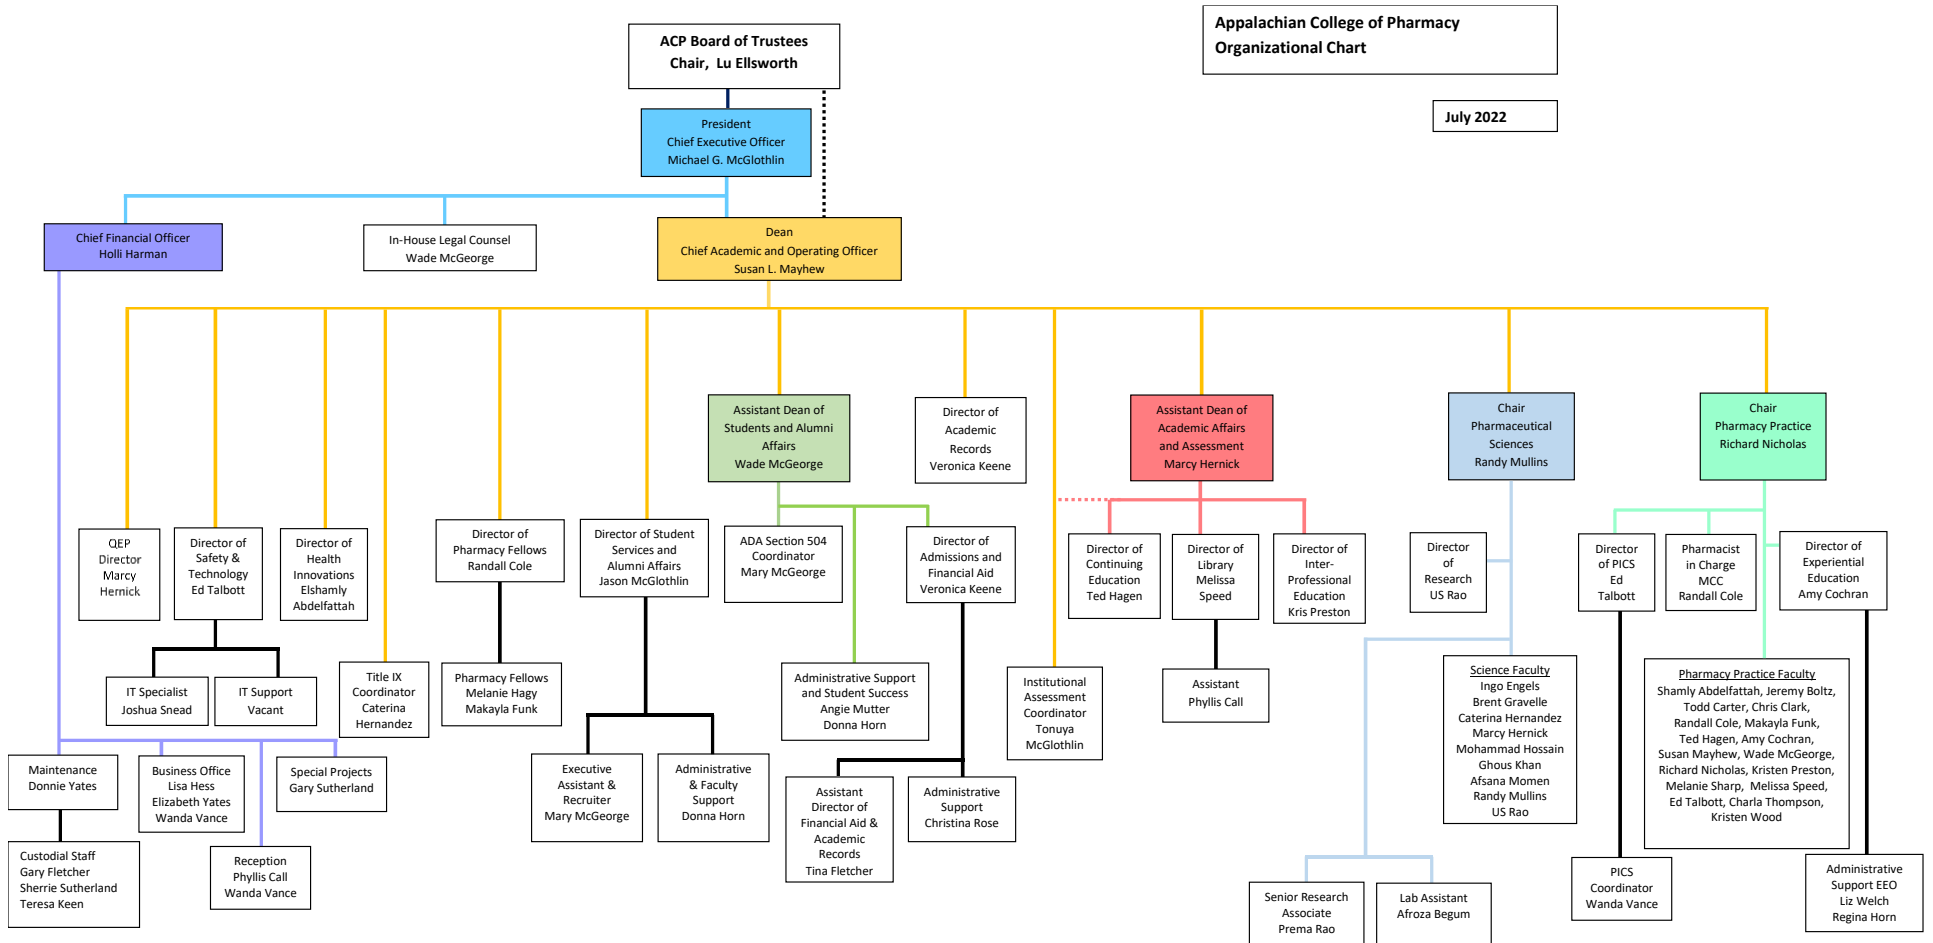 Appalachian College of Pharmacy
Organizational Chart
July 2022
ACP Board of Trustees
Chair, Lu Ellsworth
President
Chief Executive Officer
Michael G. McGlothlin
Chief Financial Officer
Holli Harman
In-House Legal Counsel
Wade McGeorge
Dean
Chief Academic and Operating Officer
Susan L. Mayhew
Assistant Dean of
Students and Alumni
Affairs
Wade McGeorge
Director of
Academic
Records
Veronica Keene
Assistant Dean of
Academic Affairs
and Assessment
Marcy Hernick
Chair
Pharmaceutical
Sciences
Randy Mullins
Chair
Pharmacy Practice
Richard Nicholas
QEP
Director
Marcy
Hernick
Director of
Safety &
Technology
Ed Talbott
Director of
Health
Innovations
Elshamly
Abdelfattah
Director of
Pharmacy Fellows
Randall Cole
Director of Student
Services and
Alumni Affairs
Jason McGlothlin
ADA Section 504
Coordinator
Mary McGeorge
Director of
Admissions and
Financial Aid
Veronica Keene
Director of
Continuing
Education
Ted Hagen
Director of
Library
Melissa
Speed
Director of
Inter-
Professional
Education
Kris Preston
Director
of
Research
US Rao
Director
of PICS
Ed
Talbott
Pharmacist
in Charge
MCC
Randall Cole
Director of
Experiential
Education
Amy Cochran
IT Specialist
Joshua Snead
IT Support
Vacant
Title IX
Coordinator
Caterina
Hernandez
Pharmacy Fellows
Melanie Hagy
Makayla Funk
Administrative Support
and Student Success
Angie Mutter
Donna Horn
Institutional
Assessment
Coordinator
Tonuya
McGlothlin
Assistant
Phyllis Call
Science Faculty
Ingo Engels
Brent Gravelle
Caterina Hernandez
Marcy Hernick
Mohammad Hossain
Ghous Khan
Afsana Momen
Randy Mullins
US Rao
Pharmacy Practice Faculty
Shamly Abdelfattah, Jeremy Boltz,
Todd Carter, Chris Clark,
Randall Cole, Makayla Funk,
Ted Hagen, Amy Cochran,
Susan Mayhew, Wade McGeorge,
Richard Nicholas, Kristen Preston,
Melanie Sharp, Melissa Speed,
Ed Talbott, Charla Thompson,
Kristen Wood
Maintenance
Donnie Yates
Business Office
Lisa Hess
Elizabeth Yates
Wanda Vance
Special Projects
Gary Sutherland
Executive
Assistant &
Recruiter
Mary McGeorge
Administrative
& Faculty
Support
Donna Horn
Assistant
Director of
Financial Aid &
Academic
Records
Tina Fletcher
Administrative
Support
Christina Rose
Custodial Staff
Gary Fletcher
Sherrie Sutherland
Teresa Keen
Reception
Phyllis Call
Wanda Vance
Senior Research
Associate
Prema Rao
Lab Assistant
Afroza Begum
PICS
Coordinator
Wanda Vance
Administrative
Support EEO
Liz Welch
Regina Horn